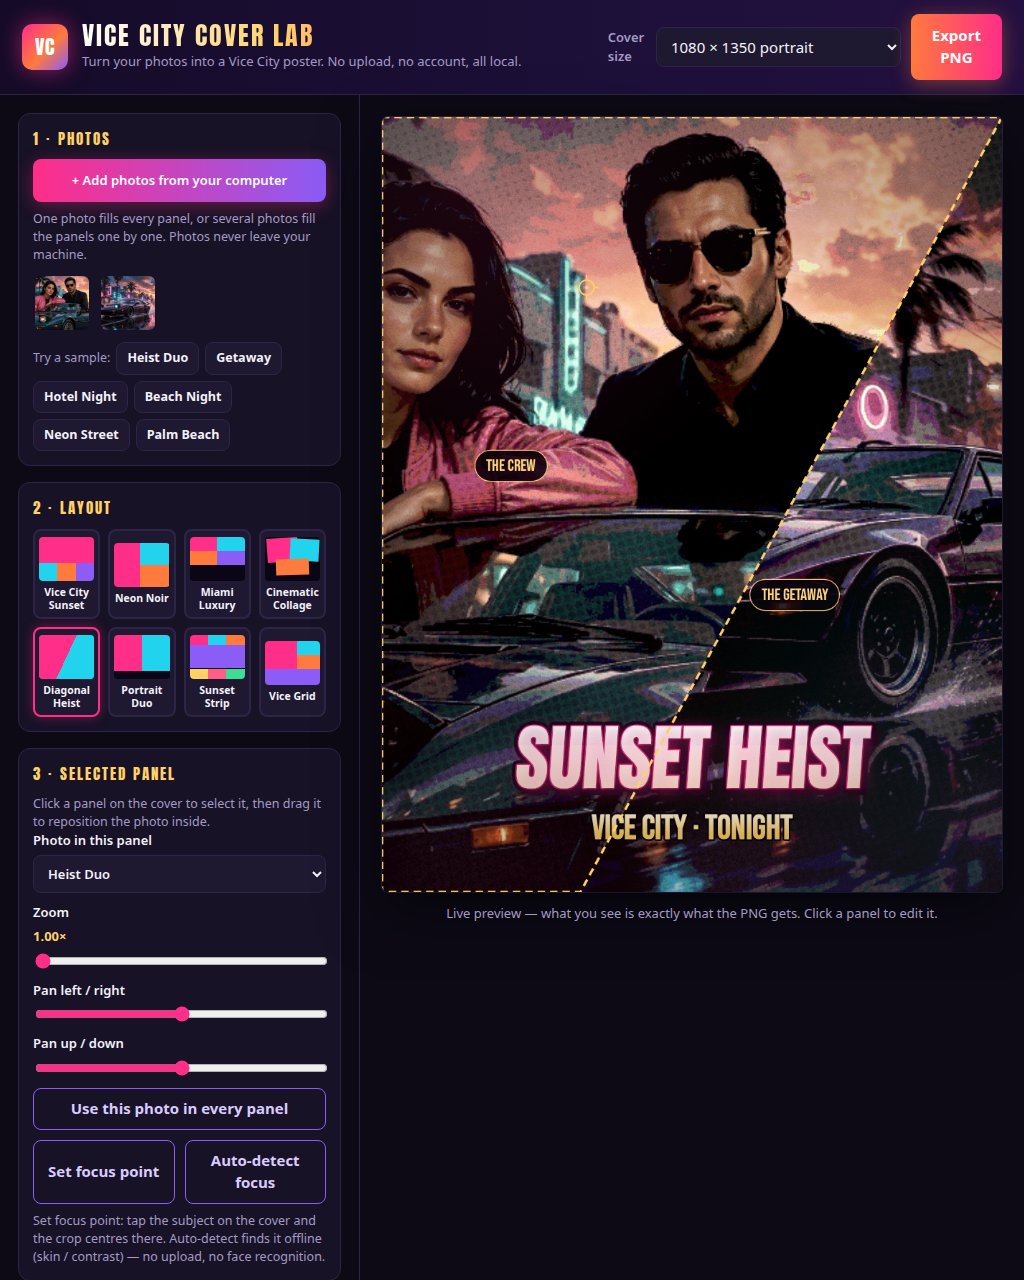 VC
VICE CITY COVER LAB
Turn your photos into a Vice City poster. No upload, no account, all local.
Cover
size
1080 × 1350 portrait
Export
PNG
1 · PHOTOS
+ Add photos from your computer
One photo fills every panel, or several photos fill
the panels one by one. Photos never leave your
machine.
Try a sample:
Heist Duo
Getaway
Hotel Night
Beach Night
Neon Street
Palm Beach
2 · LAYOUT
Vice City
Sunset
Neon Noir
Miami
Luxury
Cinematic
Collage
Diagonal
Heist
Portrait
Duo
Sunset
Strip
Vice Grid
3 · SELECTED PANEL
Click a panel on the cover to select it, then drag it
to reposition the photo inside.
Photo in this panel
Heist Duo
Zoom
1.00×
Pan left / right
Pan up / down
Use this photo in every panel
Set focus point
Auto-detect
focus
Set focus point: tap the subject on the cover and
the crop centres there. Auto-detect finds it offline
(skin / contrast) — no upload, no face recognition.
THE CREW
THE GETAWAY
SUNSET HEIST
VICE CITY · TONIGHT
Live preview — what you see is exactly what the PNG gets. Click a panel to edit it.